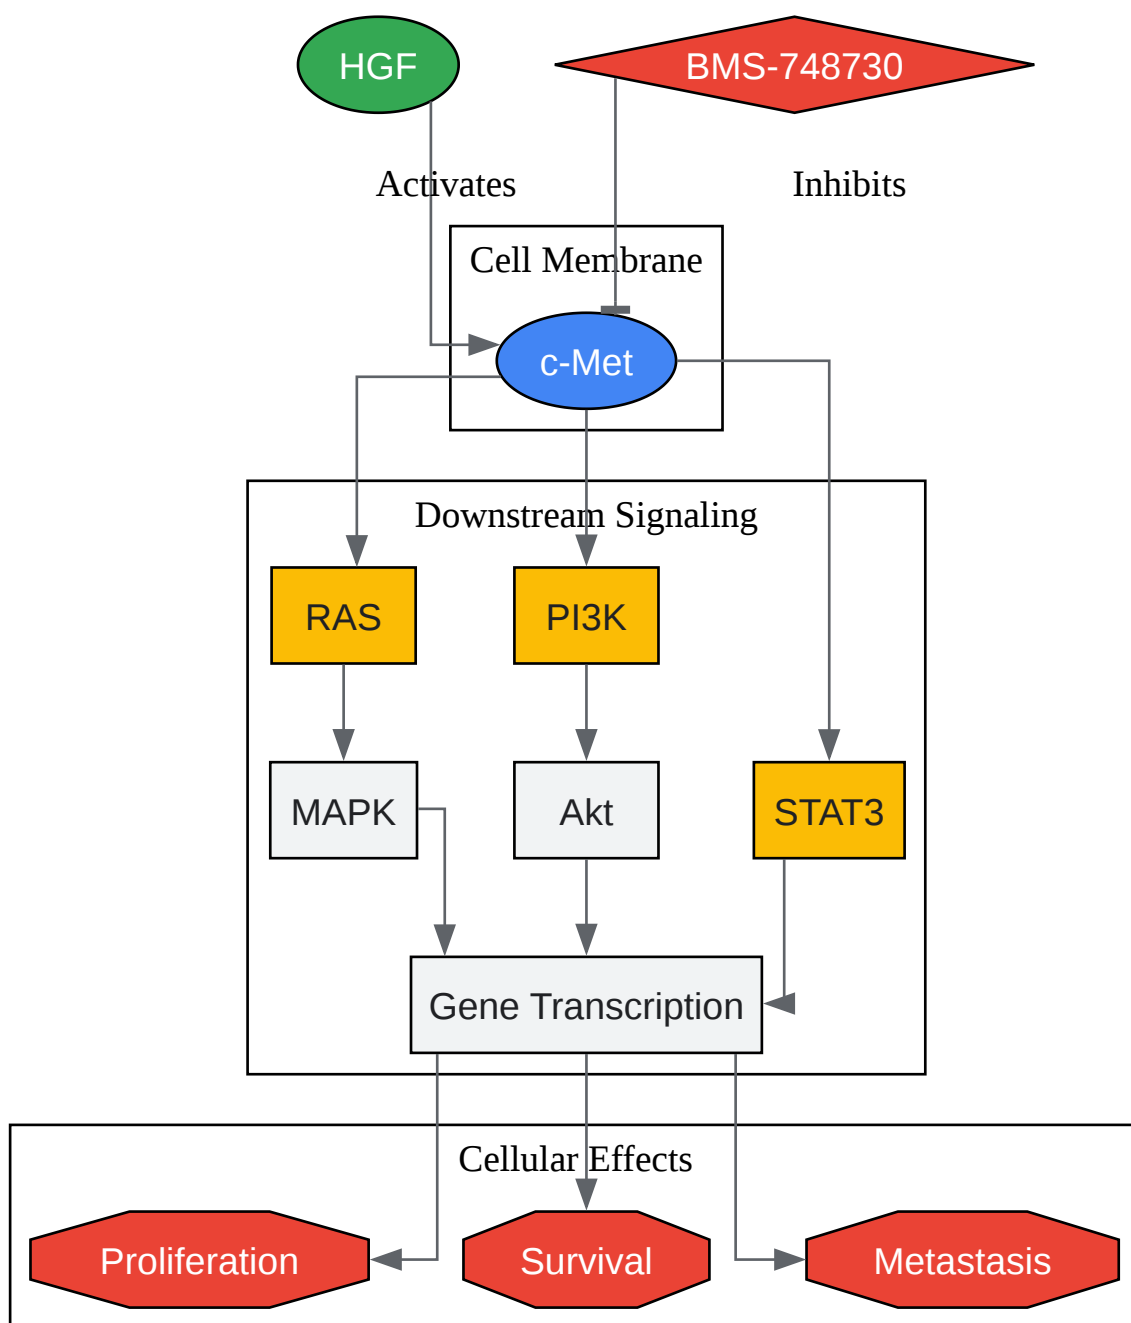 HGF
BMS-748730
Activates
Inhibits
Cell Membrane
c-Met
Downstream Signaling
RAS
PI3K
MAPK
Akt
STAT3
Gene Transcription
Cellular Effects
Proliferation
Survival
Metastasis